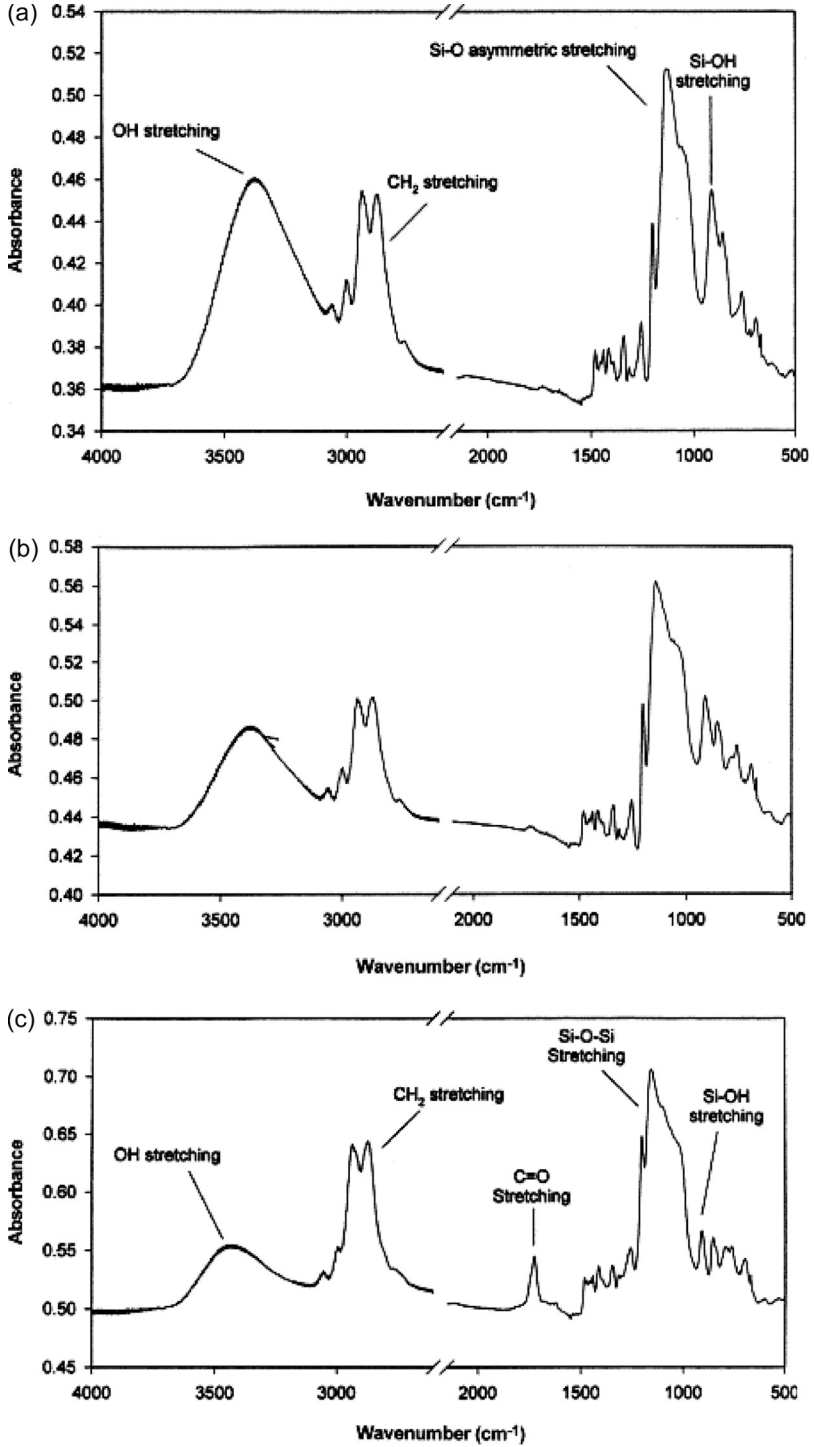 (a)
0.54
0.52
0.50
0.48
0.46
0.44
0.42
0.40
0.38
0.36
0.34
Absorbance
OH stretching
CH2 stretching
Si-O asymmetric stretching
Si-OH
stretching
4000 3500 3000 2000 1500 1000 500
Wavenumber (cm-1)
(b)
0.58
0.56
0.54
0.52
0.50
0.48
0.46
0.44
0.42
0.40
Absorbance
4000 3500 3000 2000 1500 1000 500
Wavenumber (cm-1)
(c)
0.75
0.70
0.65
0.60
0.55
0.50
0.45
Absorbance
OH stretching
CH2 stretching
C=O
Stretching
Si-O-Si
Stretching
Si-OH
stretching
4000 3500 3000 2000 1500 1000 500
Wavenumber (cm-1)